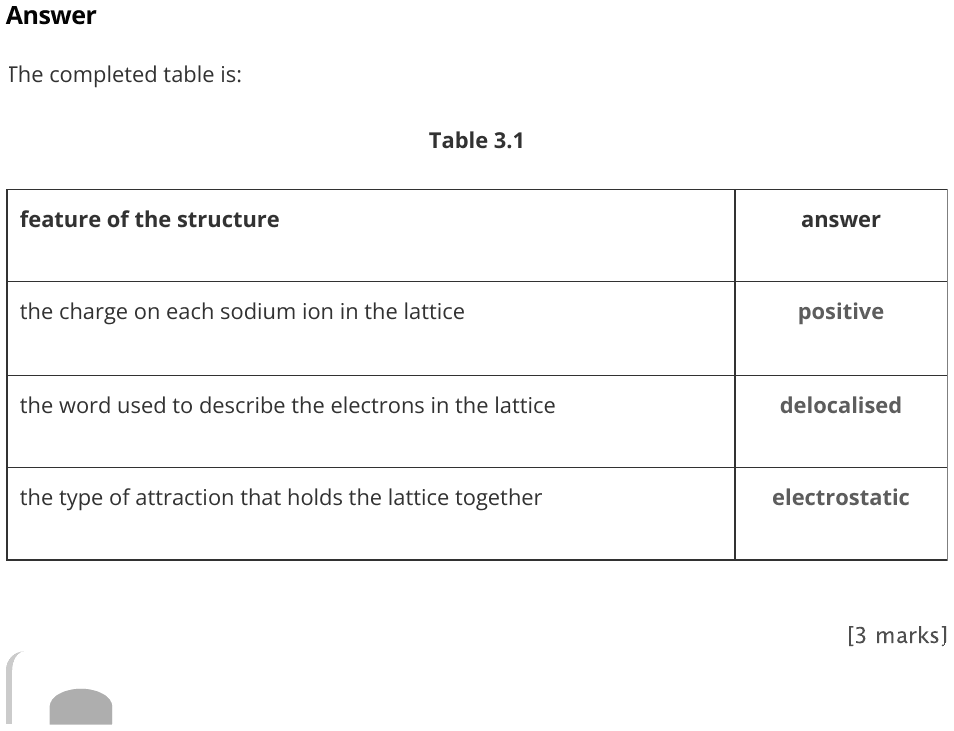 Answer
The completed table is:
Table 3.1
feature of the structure answer
the charge on each sodium ion in the lattice positive
the word used to describe the electrons in the lattice delocalised
the type of attraction that holds the lattice together electrostatic
[3 marks]